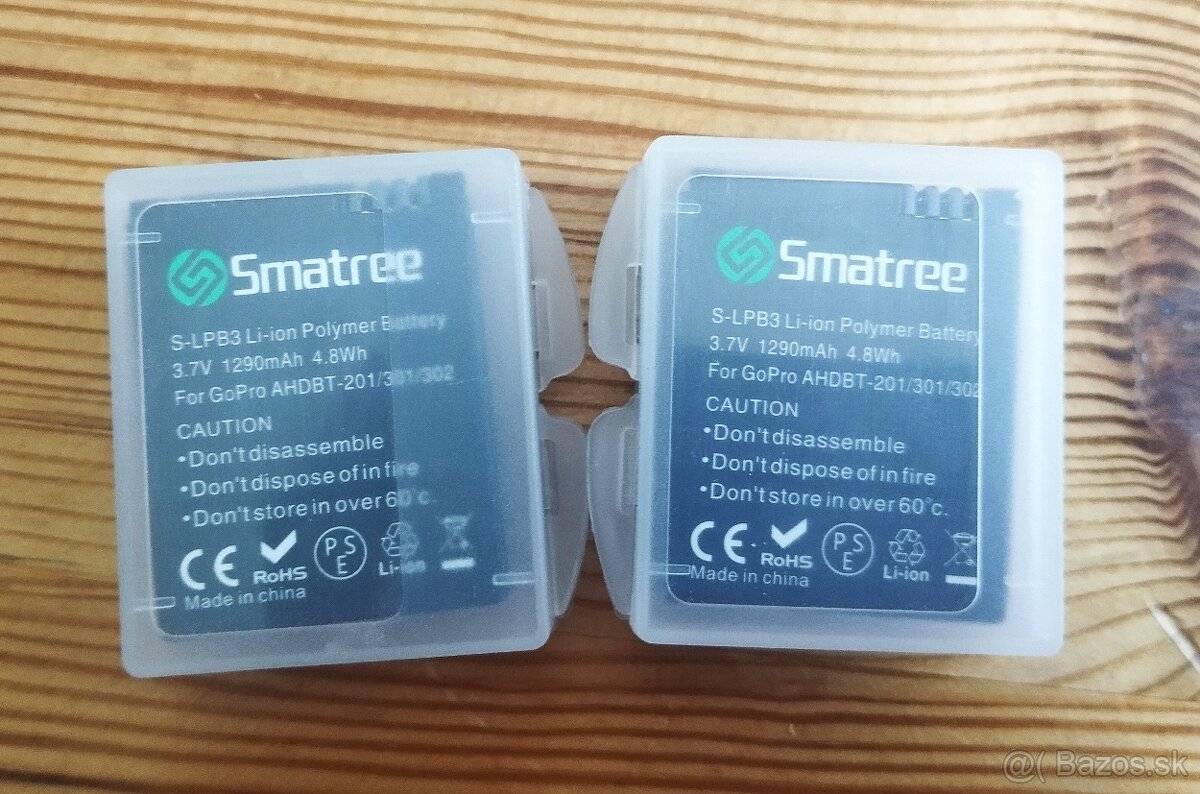 Smatree
S-LPB3 Li-ion Polymer Battery
3.7V 1290mAh 4.8Wh
For GoPro AHDBT-201/301/302
CAUTION
•Don't disassemble
•Don't dispose of in fire
•Don't store in over 60°c.
CE RoHS PSE Li-ion
Made in china
Smatree
S-LPB3 Li-ion Polymer Battery
3.7V 1290mAh 4.8Wh
For GoPro AHDBT-201/301/302
CAUTION
•Don't disassemble
•Don't dispose of in fire
•Don't store in over 60°c.
CE RoHS PSE Li-ion
Made in china
@( Bazos.sk